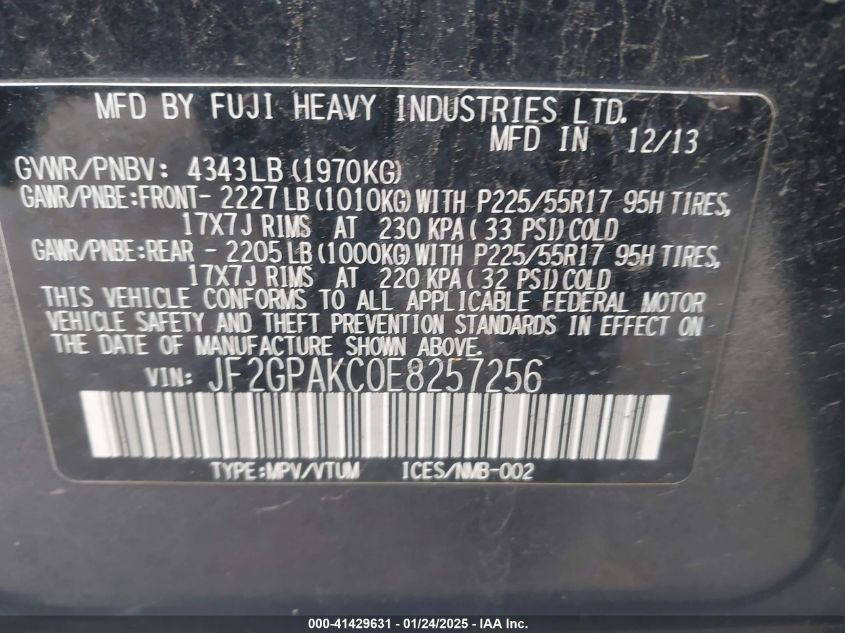 MFD BY FUJI HEAVY INDUSTRIES LTD.
MFD IN 12/13
GVWR/PNBV: 4343LB (1970KG)
GAWR/PNBE:FRONT- 2227 LB (1010KG) WITH P225/55R17 95H TIRES,
17X7J RIMS AT 230 KPA ( 33 PSI) COLD
GAWR/PNBE:REAR - 2205 LB (1000KG) WITH P225/55R17 95H TIRES,
17X7J RIMS AT 220 KPA ( 32 PSI) COLD
THIS VEHICLE CONFORMS TO ALL APPLICABLE FEDERAL MOTOR
VEHICLE SAFETY AND THEFT PREVENTION STANDARDS IN EFFECT ON
THE DATE OF MANUFACTURE SHOWN ABOVE.
VIN: JF2GPAKC0E8257256
TYPE:MPV/VTUM ICES/NMB-002
000-41429631 - 01/24/2025 - IAA Inc.